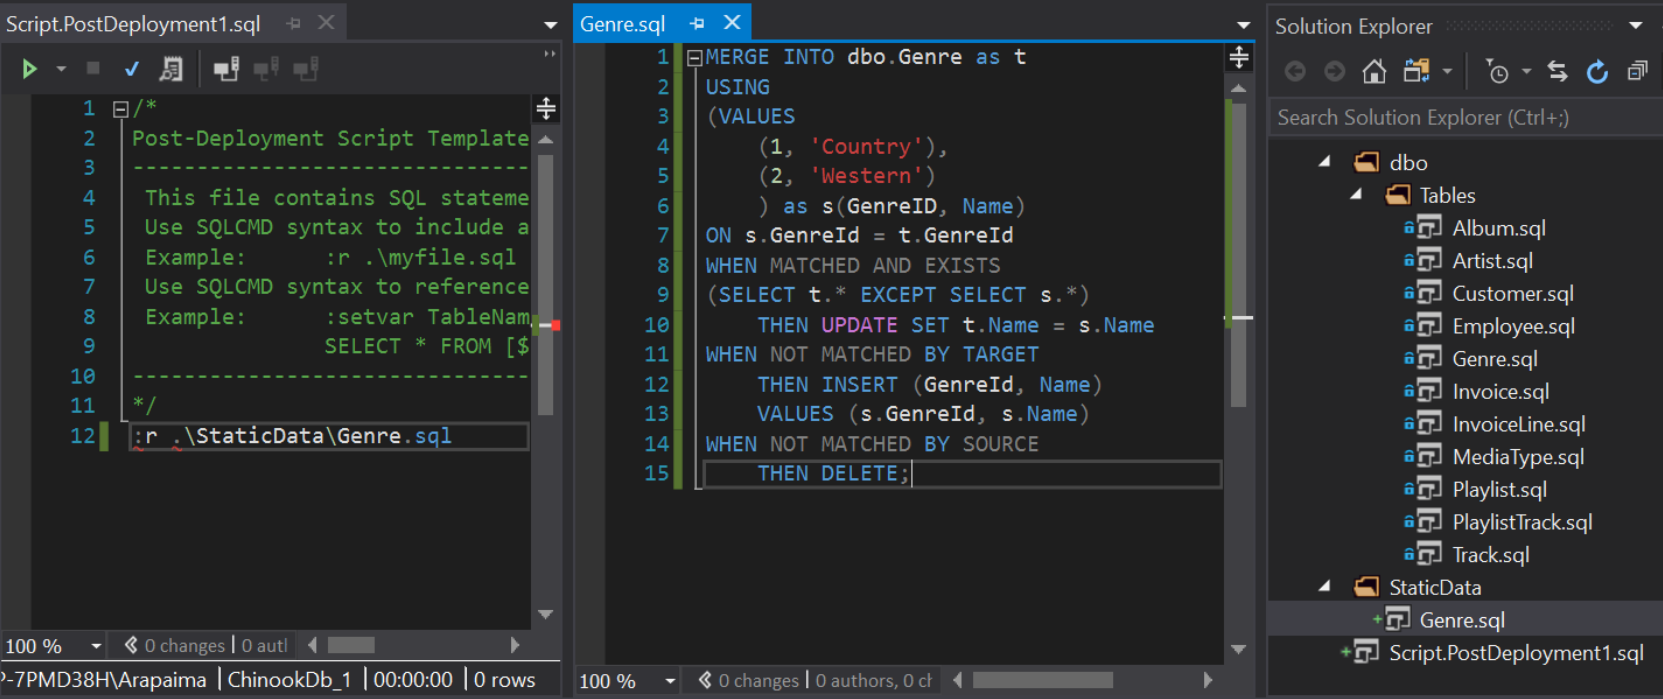 Script.PostDeployment1.sql
1 /*
2 Post-Deployment Script Template
3 -------------------------------
4 This file contains SQL stateme
5 Use SQLCMD syntax to include a
6 Example: :r .\myfile.sql
7 Use SQLCMD syntax to reference
8 Example: :setvar TableNam
9 SELECT * FROM [$
10 -------------------------------
11 */
12 :r .\StaticData\Genre.sql
100 % 0 changes | 0 autl
P-7PMD38H\Arapaima | ChinookDb_1 | 00:00:00 | 0 rows
Genre.sql
1 MERGE INTO dbo.Genre as t
2 USING
3 (VALUES
4 (1, 'Country'),
5 (2, 'Western')
6 ) as s(GenreID, Name)
7 ON s.GenreId = t.GenreId
8 WHEN MATCHED AND EXISTS
9 (SELECT t.* EXCEPT SELECT s.*)
10 THEN UPDATE SET t.Name = s.Name
11 WHEN NOT MATCHED BY TARGET
12 THEN INSERT (GenreId, Name)
13 VALUES (s.GenreId, s.Name)
14 WHEN NOT MATCHED BY SOURCE
15 THEN DELETE;
100 % 0 changes | 0 authors, 0 ch
Solution Explorer
Search Solution Explorer (Ctrl+;)
dbo
Tables
Album.sql
Artist.sql
Customer.sql
Employee.sql
Genre.sql
Invoice.sql
InvoiceLine.sql
MediaType.sql
Playlist.sql
PlaylistTrack.sql
Track.sql
StaticData
Genre.sql
Script.PostDeployment1.sql